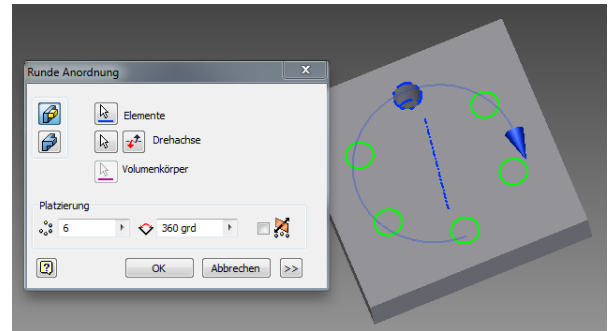 Runde Anordnung
X
Elemente
Drehachse
Volumenkörper
Platzierung
6
360 grd
?
OK
Abbrechen
>>